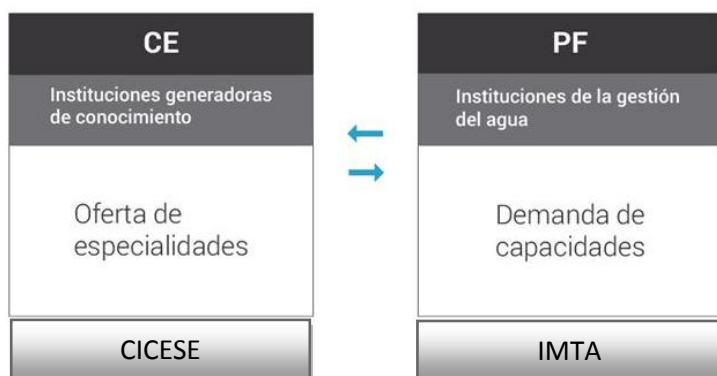 CE
Instituciones generadoras
de conocimiento
Oferta de
especialidades
CICESE
PF
Instituciones de la gestión
del agua
Demanda de
capacidades
IMTA